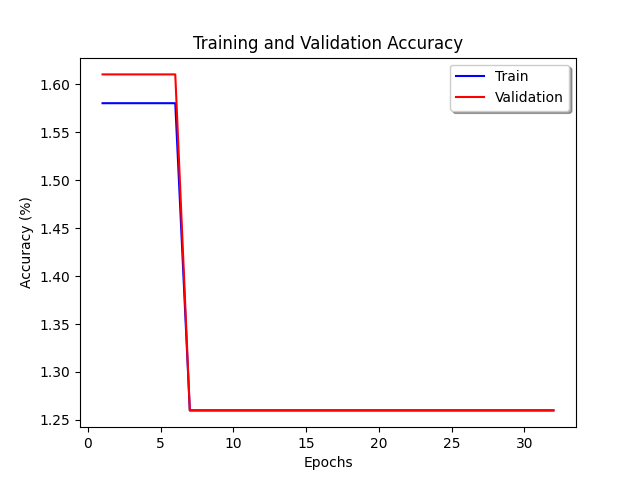 Training and Validation Accuracy
Train
Validation
Accuracy (%)
1.60
1.55
1.50
1.45
1.40
1.35
1.30
1.25
0 5 10 15 20 25 30
Epochs